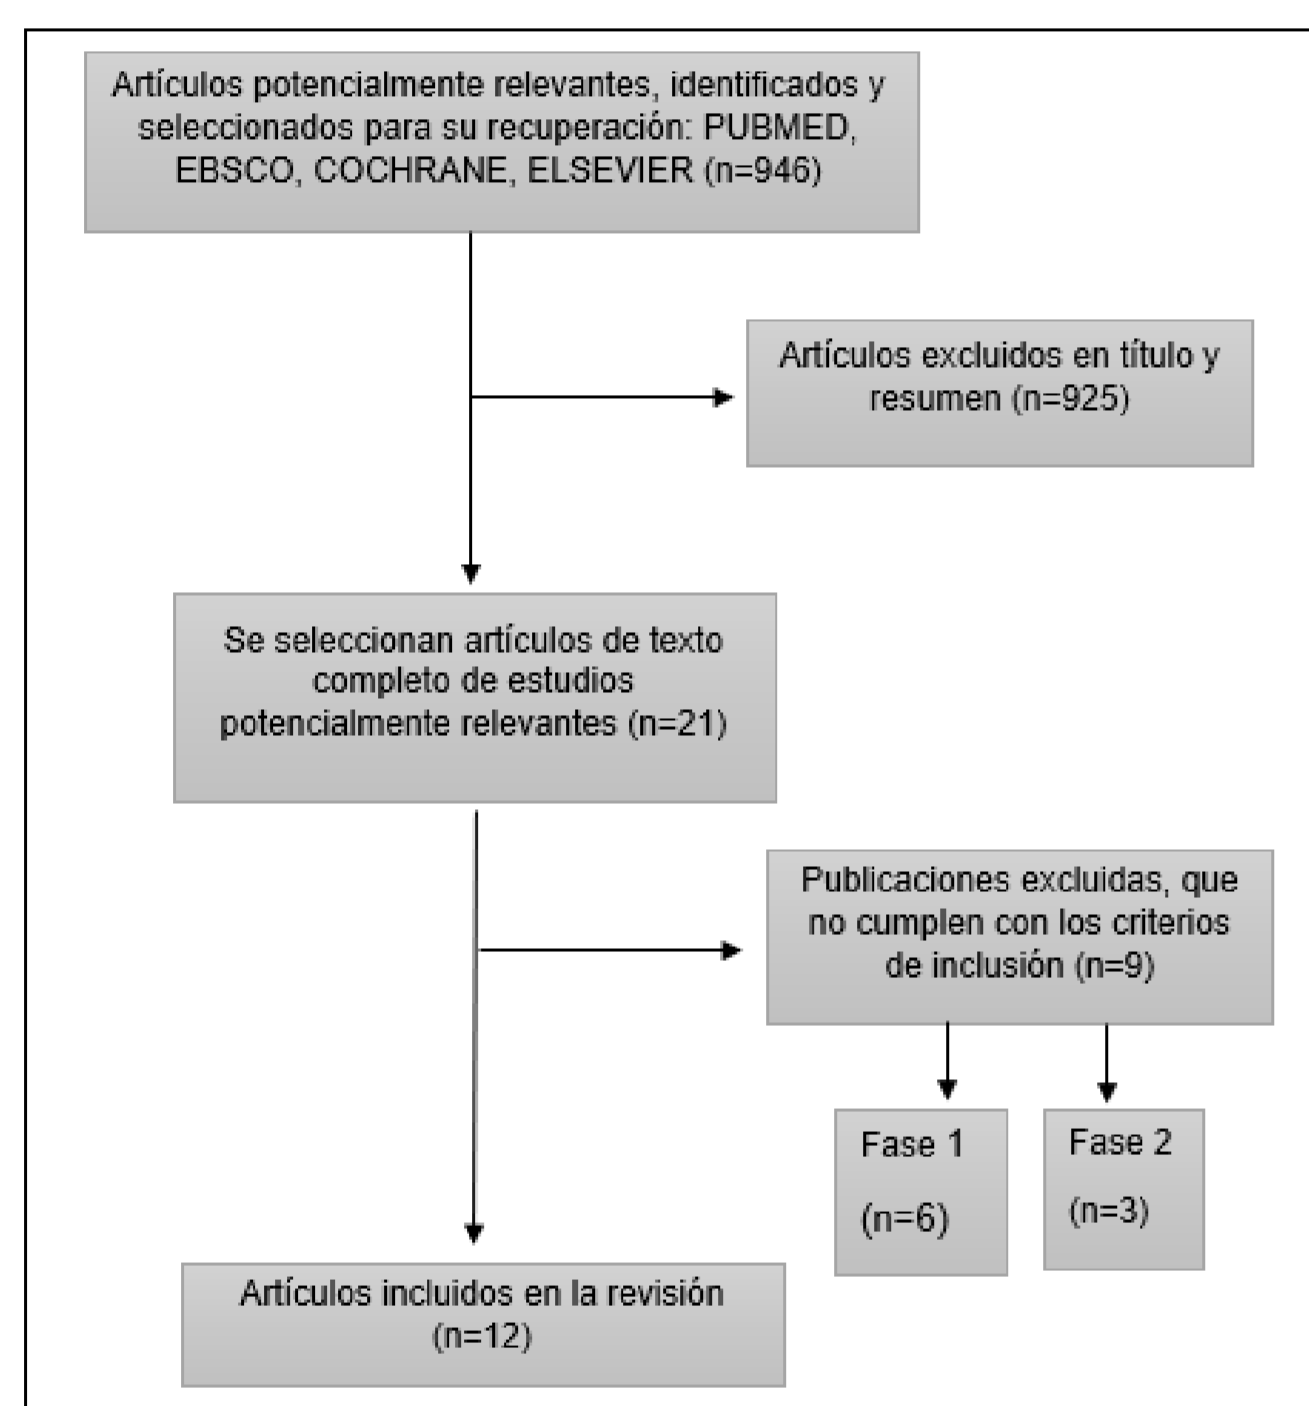 Artículos potencialmente relevantes, identificados y
seleccionados para su recuperación: PUBMED,
EBSCO, COCHRANE, ELSEVIER (n=946)
Artículos excluidos en título y
resumen (n=925)
Se seleccionan artículos de texto
completo de estudios
potencialmente relevantes (n=21)
Publicaciones excluidas, que
no cumplen con los criterios
de inclusión (n=9)
Fase 1
(n=6)
Fase 2
(n=3)
Artículos incluidos en la revisión
(n=12)